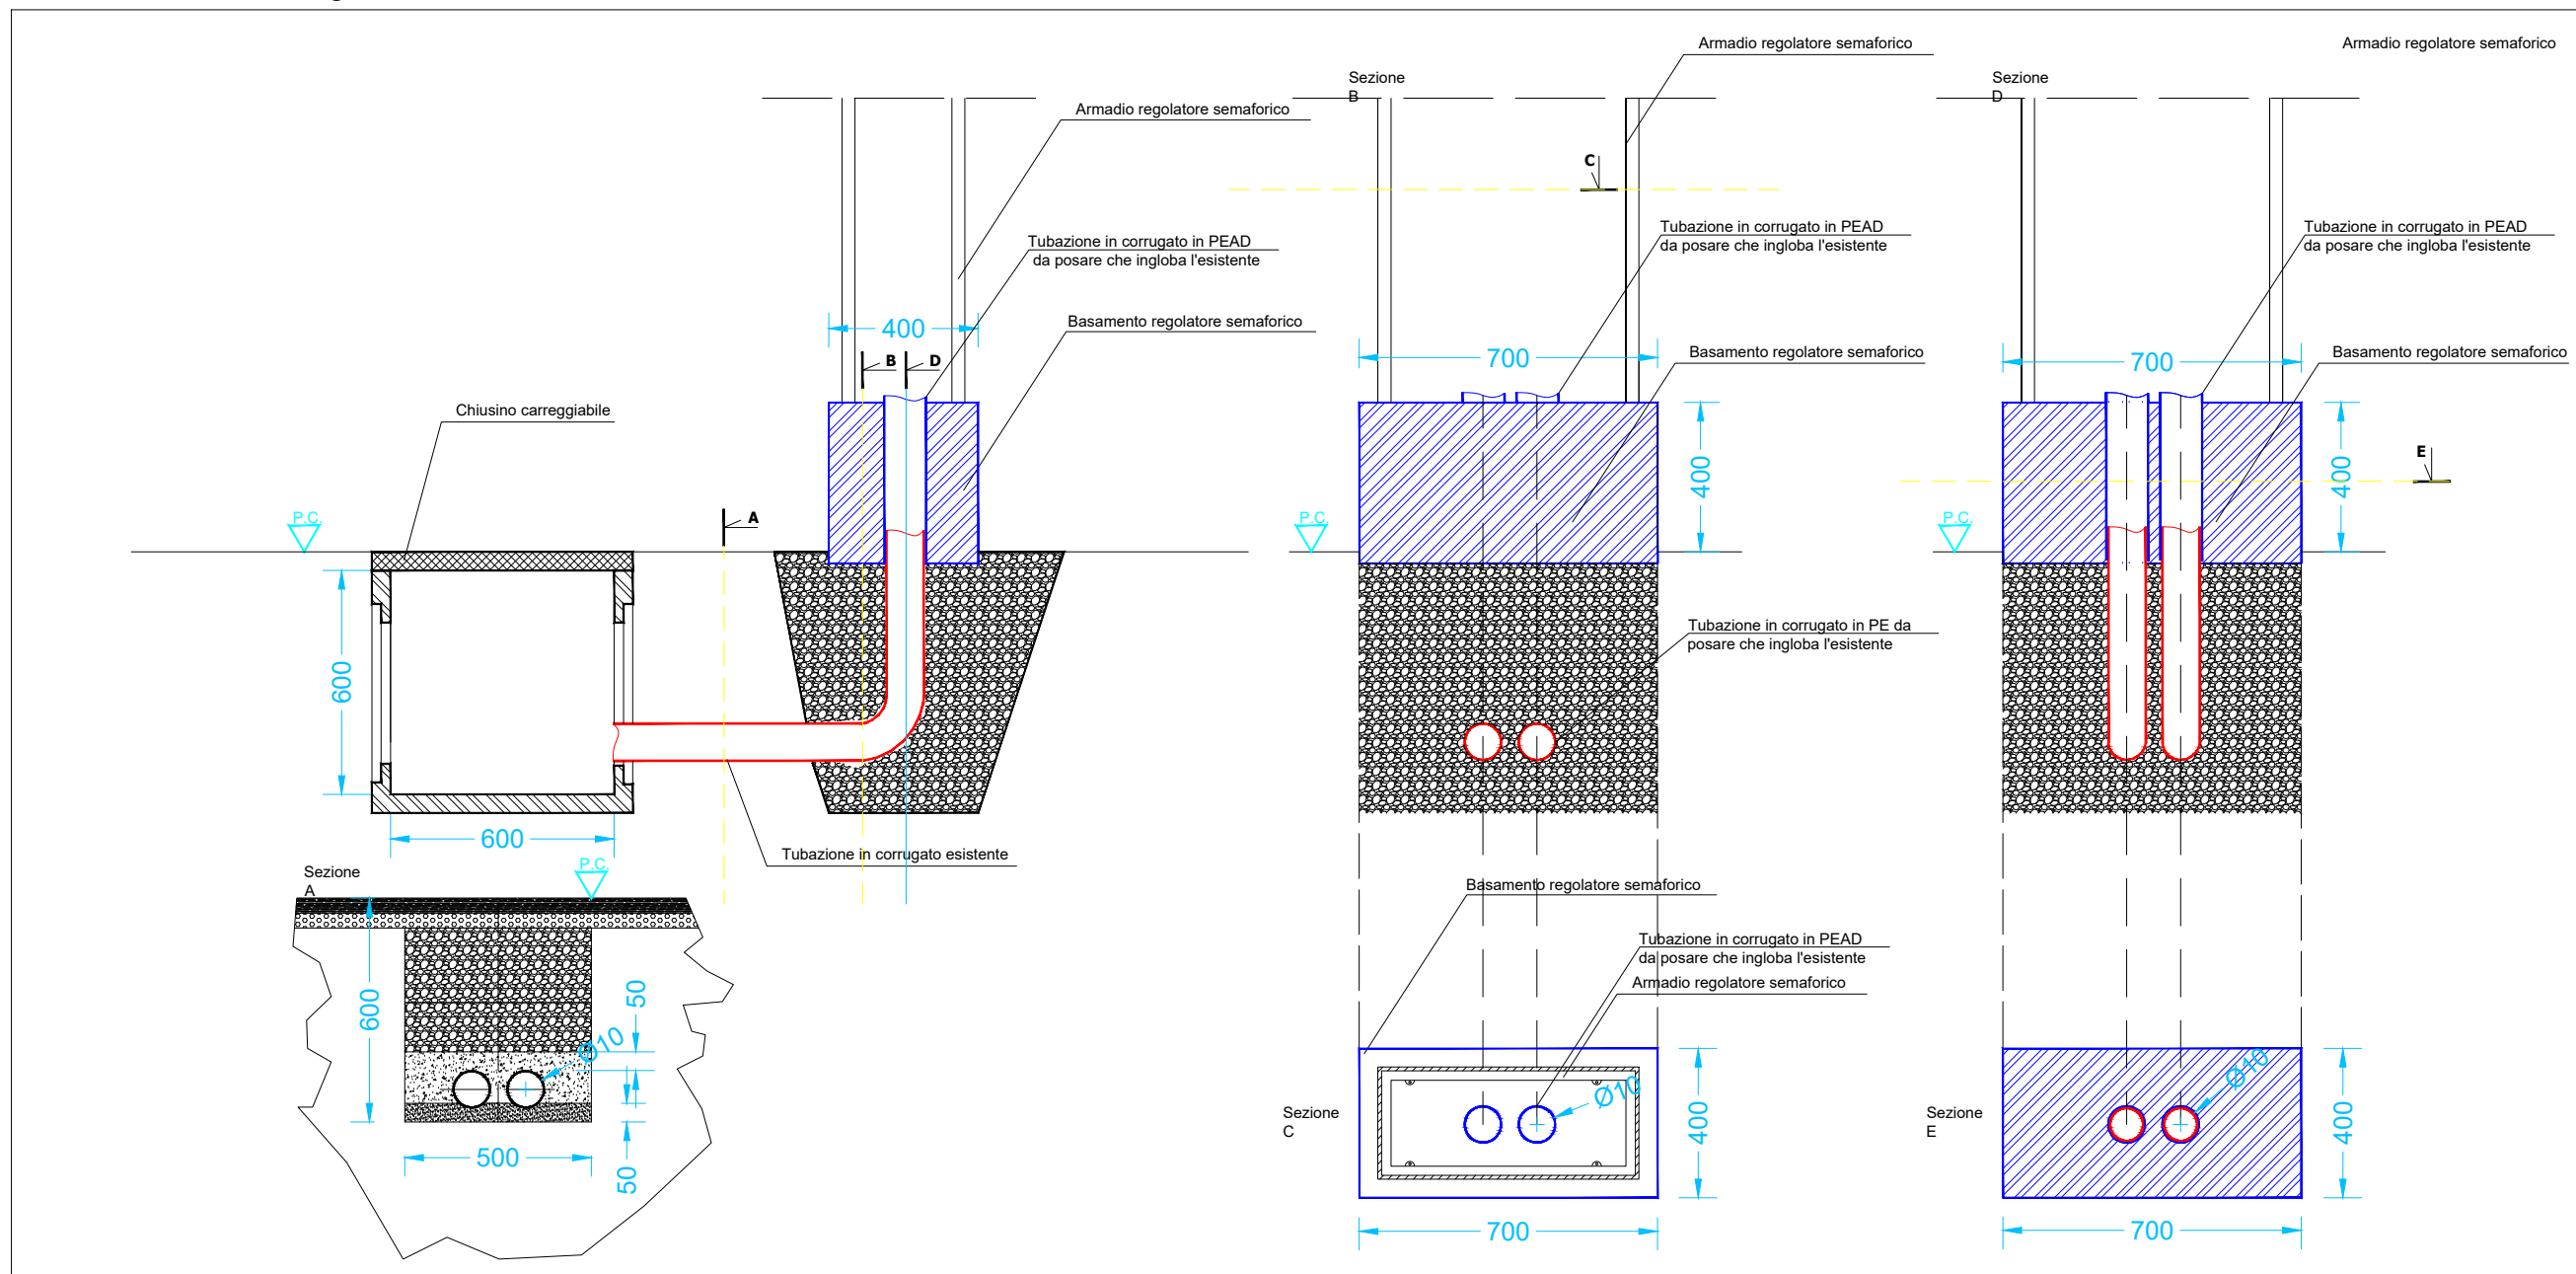 Armadio regolatore semaforico
Armadio regolatore semaforico
Sezione
B
Sezione
D
Armadio regolatore semaforico
C
Tubazione in corrugato in PEAD
da posare che ingloba l'esistente
Tubazione in corrugato in PEAD
da posare che ingloba l'esistente
Tubazione in corrugato in PEAD
da posare che ingloba l'esistente
400
Basamento regolatore semaforico
700
Basamento regolatore semaforico
700
Basamento regolatore semaforico
B
D
Chiusino carreggiabile
400
400
E
P.C.
A
P.C.
P.C.
600
Tubazione in corrugato in PE da
posare che ingloba l'esistente
600
Tubazione in corrugato esistente
P.C.
Sezione
A
Basamento regolatore semaforico
Tubazione in corrugato in PEAD
da posare che ingloba l'esistente
Armadio regolatore semaforico
600
50
Ø10
500
50
Sezione
C
Ø10
400
700
Sezione
E
Ø10
400
700